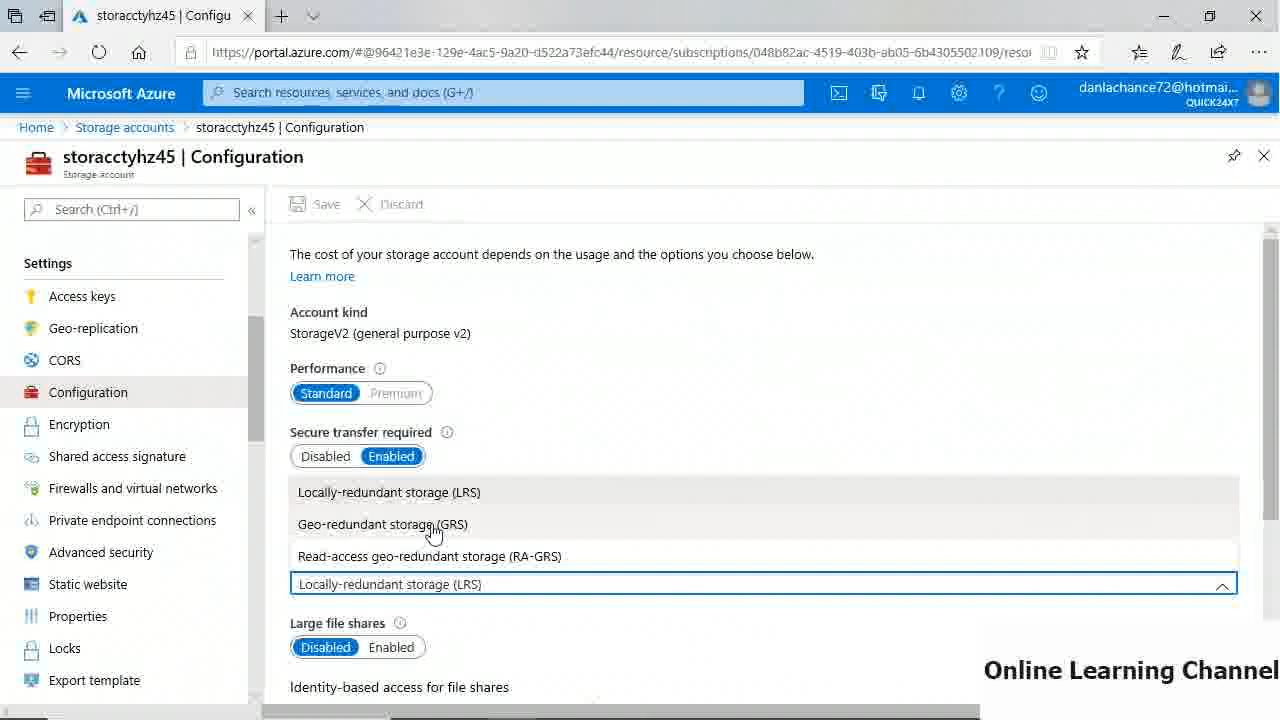 storacctyhz45 | Configu
https://portal.azure.com/#@96421e3e-129e-4ac5-9a20-d522a73efc44/resource/subscriptions/048b82ac-4519-403b-ab05-6b4305502109/resou
Microsoft Azure
Search resources, services, and docs (G+/)
danlachance72@hotmai...
QUICK24X7
Home > Storage accounts > storacctyhz45 | Configuration
storacctyhz45 | Configuration
Storage account
Search (Ctrl+/)
Settings
Access keys
Geo-replication
CORS
Configuration
Encryption
Shared access signature
Firewalls and virtual networks
Private endpoint connections
Advanced security
Static website
Properties
Locks
Export template
Save
Discard
The cost of your storage account depends on the usage and the options you choose below.
Learn more
Account kind
StorageV2 (general purpose v2)
Performance
Standard Premium
Secure transfer required
Disabled Enabled
Locally-redundant storage (LRS)
Geo-redundant storage (GRS)
Read-access geo-redundant storage (RA-GRS)
Locally-redundant storage (LRS)
Large file shares
Disabled Enabled
Identity-based access for file shares
Online Learning Channel